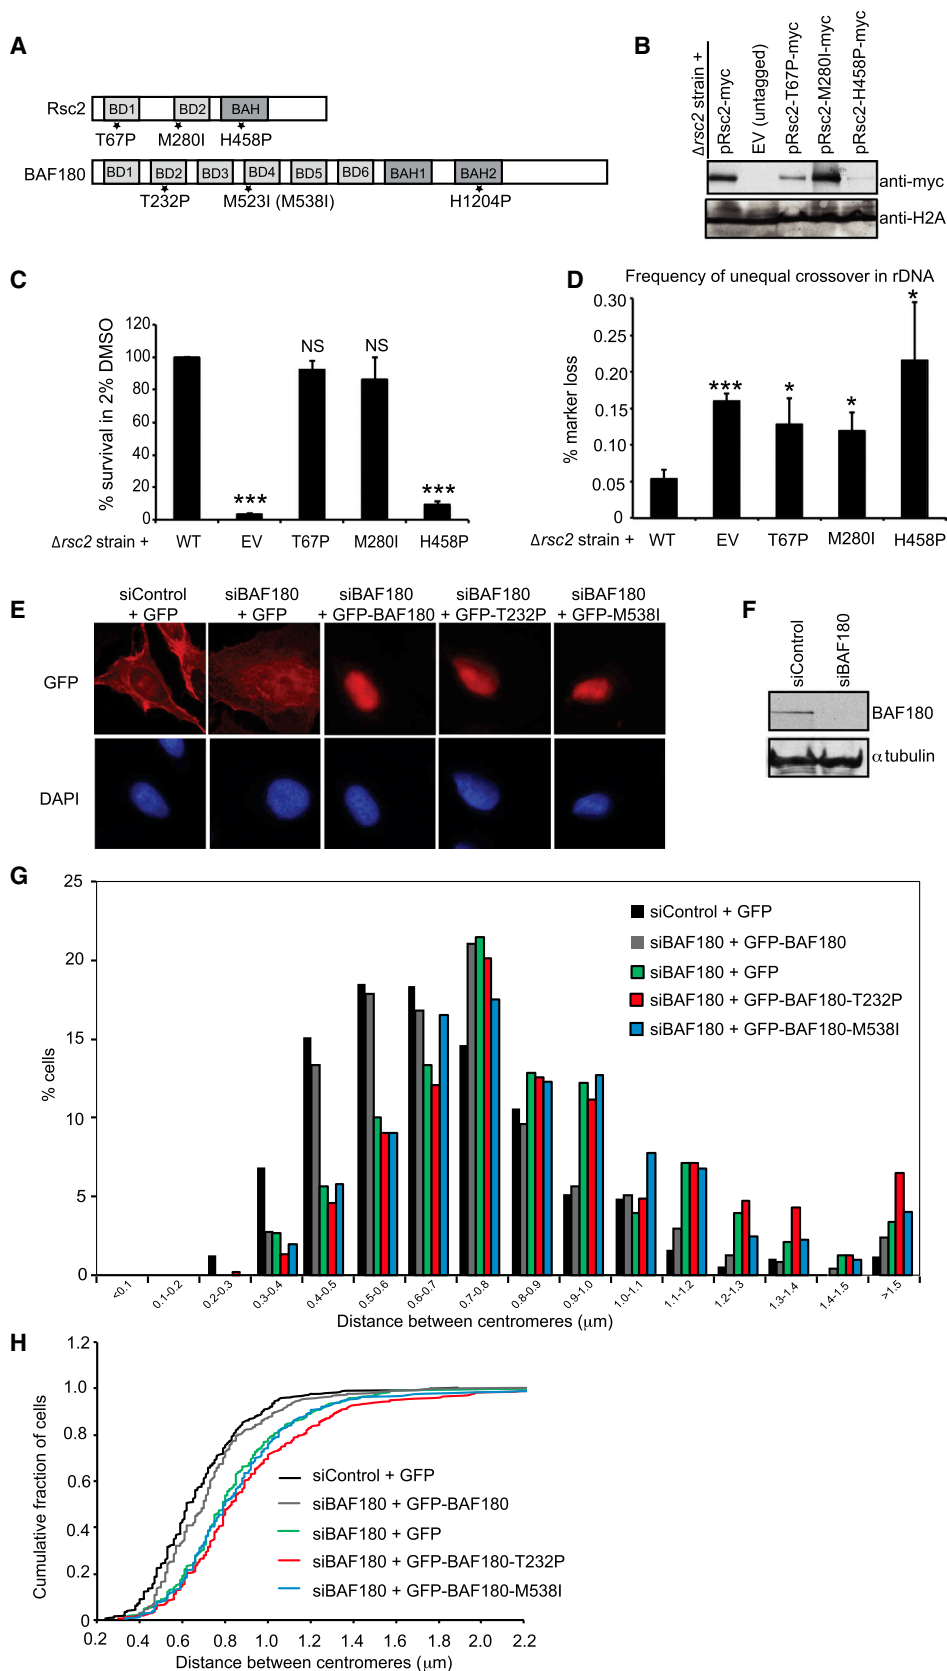 A
Rsc2
BD1
BD2
BAH
T67P
M280I
H458P
BAF180
BD1
BD2
BD3
BD4
BD5
BD6
BAH1
BAH2
T232P
M523I (M538I)
H1204P
B
Δrsc2 strain +
pRsc2-myc
EV (untagged)
pRsc2-T67P-myc
pRsc2-M280I-myc
pRsc2-H458P-myc
anti-myc
anti-H2A
C
% survival in 2% DMSO
120
100
80
60
40
20
0
***
NS
NS
***
Δrsc2 strain +
WT
EV
T67P
M280I
H458P
D
Frequency of unequal crossover in rDNA
% marker loss
0.30
0.20
0.15
0.10
0.05
0
***
*
*
*
Δrsc2 strain +
WT
EV
T67P
M280I
H458P
E
siControl + GFP
siBAF180 + GFP
siBAF180 + GFP-BAF180
siBAF180 + GFP-T232P
siBAF180 + GFP-M538I
GFP
DAPI
F
siControl
siBAF180
BAF180
α tubulin
G
% cells
25
20
15
10
5
0
siControl + GFP
siBAF180 + GFP-BAF180
siBAF180 + GFP
siBAF180 + GFP-BAF180-T232P
siBAF180 + GFP-BAF180-M538I
<0.1
0.1-0.2
0.2-0.3
0.3-0.4
0.4-0.5
0.5-0.6
0.6-0.7
0.7-0.8
0.8-0.9
0.9-1.0
1.0-1.1
1.1-1.2
1.2-1.3
1.3-1.4
1.4-1.5
>1.5
Distance between centromeres (μm)
H
Cumulative fraction of cells
1.2
1.0
0.8
0.6
0.4
0.2
0
siControl + GFP
siBAF180 + GFP-BAF180
siBAF180 + GFP
siBAF180 + GFP-BAF180-T232P
siBAF180 + GFP-BAF180-M538I
0.2
0.4
0.6
0.8
1.0
1.2
1.4
1.6
1.8
2.0
2.2
Distance between centromeres (μm)